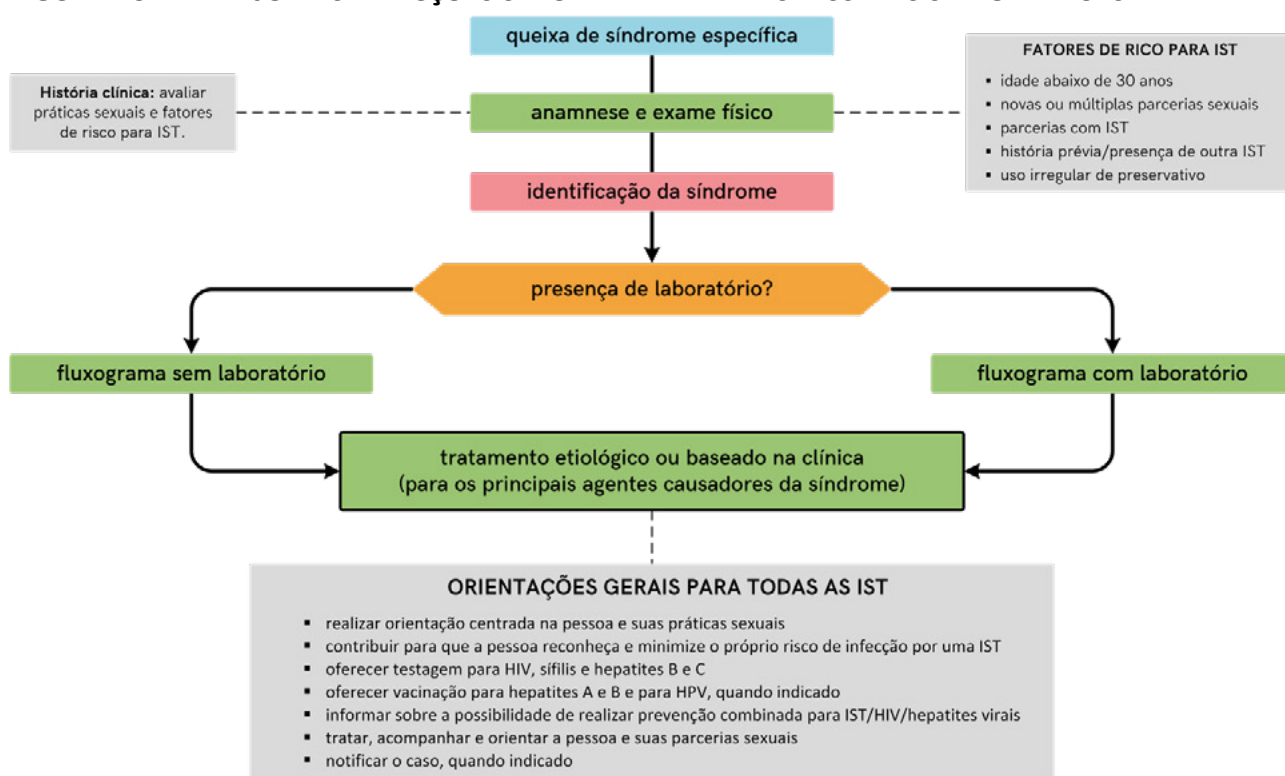 queixa de síndrome específica
História clínica: avaliar
práticas sexuais e fatores
de risco para IST.
anamnese e exame físico
FATORES DE RICO PARA IST
▪ idade abaixo de 30 anos
▪ novas ou múltiplas parcerias sexuais
▪ parcerias com IST
▪ história prévia/presença de outra IST
▪ uso irregular de preservativo
identificação da síndrome
presença de laboratório?
fluxograma sem laboratório
fluxograma com laboratório
tratamento etiológico ou baseado na clínica
(para os principais agentes causadores da síndrome)
ORIENTAÇÕES GERAIS PARA TODAS AS IST
▪ realizar orientação centrada na pessoa e suas práticas sexuais
▪ contribuir para que a pessoa reconheça e minimize o próprio risco de infecção por uma IST
▪ oferecer testagem para HIV, sífilis e hepatites B e C
▪ oferecer vacinação para hepatites A e B e para HPV, quando indicado
▪ informar sobre a possibilidade de realizar prevenção combinada para IST/HIV/hepatites virais
▪ tratar, acompanhar e orientar a pessoa e suas parcerias sexuais
▪ notificar o caso, quando indicado